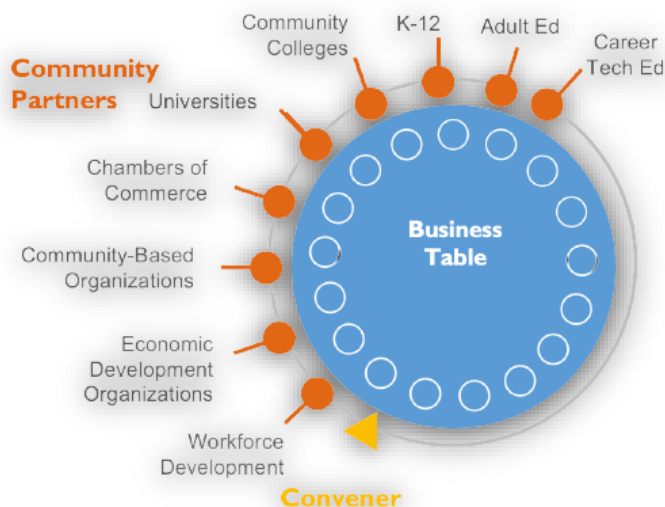 Community
Colleges
K-12
Adult Ed
Career
Tech Ed
Community
Partners
Universities
Chambers of
Commerce
Business
Table
Community-Based
Organizations
Economic
Development
Organizations
Workforce
Development
Convener